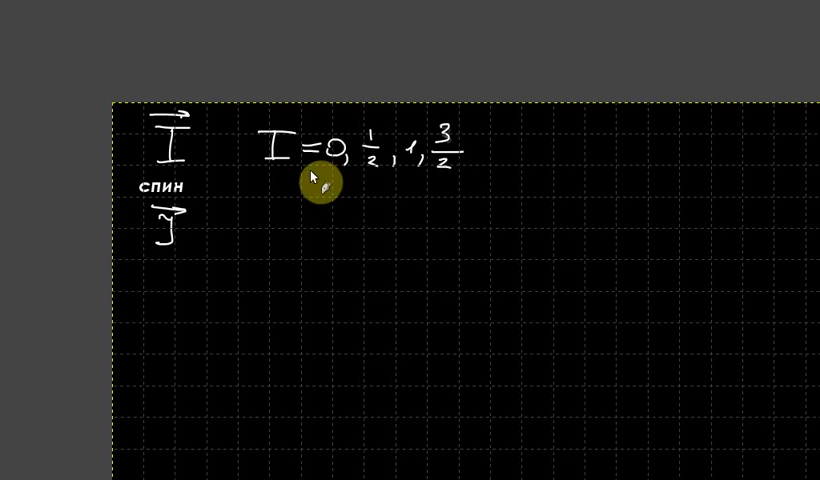 I⃗ I = 0, 1/2, 1, 3/2
спин
J⃗